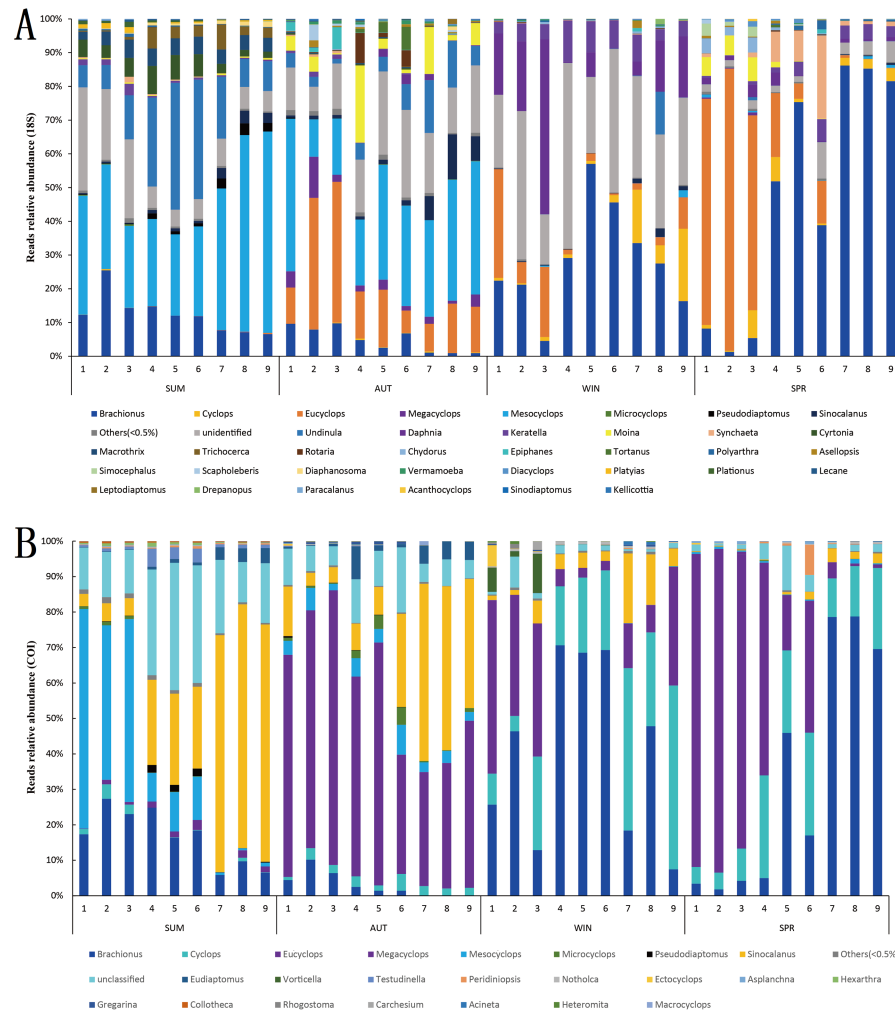 A
Reads relative abundance (18S)
100%
90%
80%
70%
60%
50%
40%
30%
20%
10%
0%
1 2 3 4 5 6 7 8 9 1 2 3 4 5 6 7 8 9 1 2 3 4 5 6 7 8 9 1 2 3 4 5 6 7 8 9
SUM AUT WIN SPR
Brachionus Cyclops Eucyclops Megacyclops Mesocyclops Microcyclops Pseudodiaptomus Sinocalanus
Others(<0.5%) unidentified Undinula Daphnia Keratella Moina Synchaeta Cyrtonia
Macrothrix Trichocerca Rotaria Chydorus Epiphanes Tortanus Polyarthra Asellopsis
Simocephalus Scapholeberis Diaphanosoma Vermamoeba Diacyclops Platyias Plationus Lecane
Leptodiaptomus Drepanopus Paracalanus Acanthocyclops Sinodiaptomus Kellicottia
B
Reads relative abundance (COI)
100%
90%
80%
70%
60%
50%
40%
30%
20%
10%
0%
1 2 3 4 5 6 7 8 9 1 2 3 4 5 6 7 8 9 1 2 3 4 5 6 7 8 9 1 2 3 4 5 6 7 8 9
SUM AUT WIN SPR
Brachionus Cyclops Eucyclops Megacyclops Mesocyclops Microcyclops Pseudodiaptomus Sinocalanus Others(<0.5%
unclassified Eudiaptomus Vorticella Testudinella Peridiniopsis Notholca Ectocyclops Asplanchna Hexarthra
Gregarina Collotheca Rhogostoma Carchesium Acineta Heteromita Macrocyclops